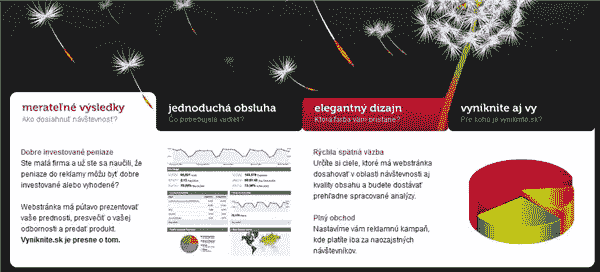 merateľné výsledky
Ako dosiahnuť návštevnosť?
jednoduchá obsluha
Čo potrebujete vedieť?
elegantný dizajn
Ktorá farba vám pristane?
vyniknite aj vy
Pre koho je vyniknite.sk?
Dobre investované peniaze
Ste malá firma a už ste sa naučili, že
peniaze do reklamy môžu byť dobre
investované alebo vyhodené?
Webstránka má pútavo prezentovať
vaše prednosti, presvečiť o vašej
odbornosti a predať produkt.
Vyniknite.sk je presne o tom.
Rýchlla spätná väzba
Určíte si ciele, ktoré má webstránka
dosahovať v oblasti návštevnosti aj
kvality obsahu a budete dostávať
prehľadne spracované analýzy.
Plný obchod
Nastavíme vám reklamnú kampaň,
kde platíte iba za naozajstných
návštevníkov.